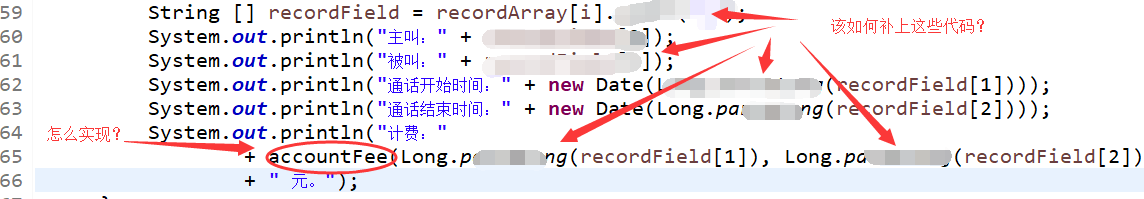 59 String [] recordField = recordArray[i]. ( );
该如何补上这些代码?
60 System.out.println("主叫:" + ]);
61 System.out.println("被叫:" + ]);
62 System.out.println("通话开始时间:" + new Date(L ng(recordField[1])));
63 System.out.println("通话结束时间:" + new Date(Long.pa ng(recordField[2])));
怎么实现?
64 System.out.println("计费:"
65 + accountFee(Long.p ng(recordField[1]), Long.pa (recordField[2])
66 + " 元。");